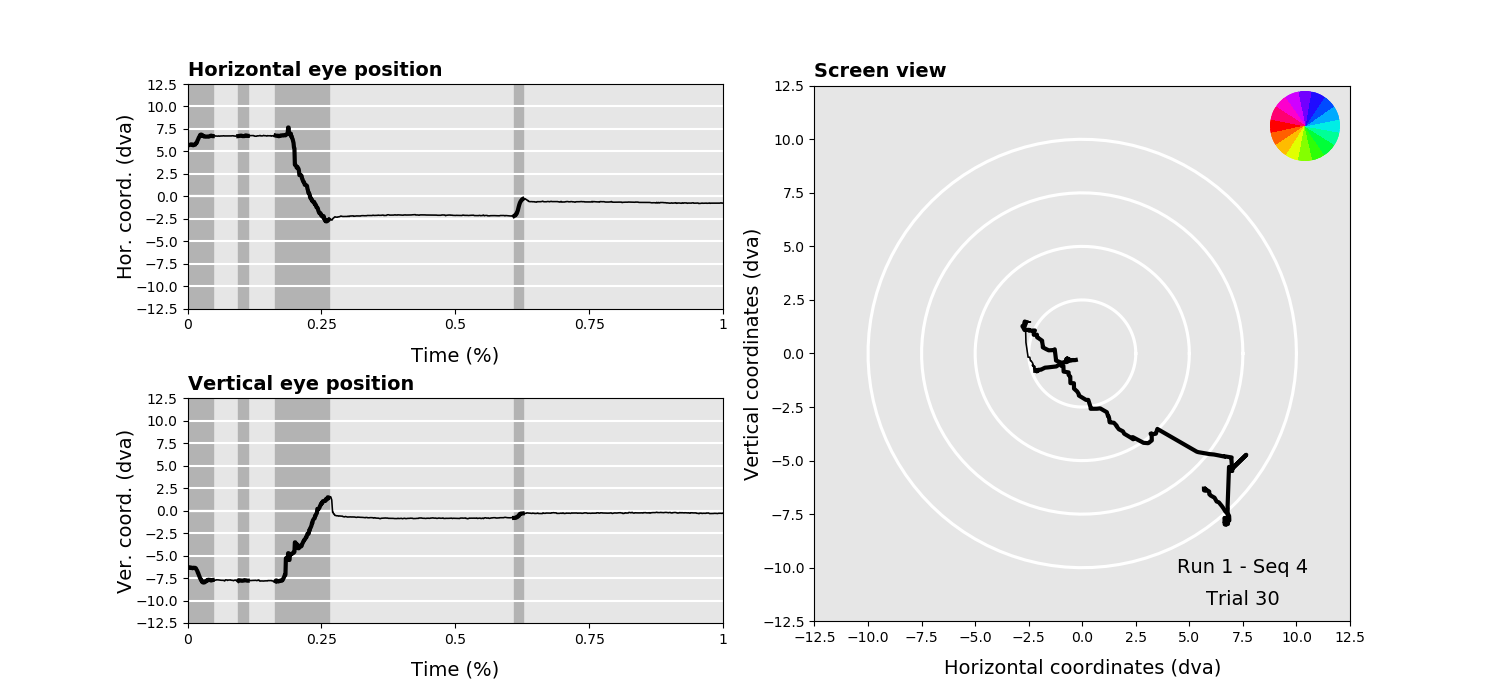 Horizontal eye position
12.5
10.0
7.5
5.0
2.5
0.0
−2.5
−5.0
−7.5
−10.0
−12.5
Hor. coord. (dva)
0 0.25 0.5 0.75 1
Time (%)
Vertical eye position
12.5
10.0
7.5
5.0
2.5
0.0
−2.5
−5.0
−7.5
−10.0
−12.5
Ver. coord. (dva)
0 0.25 0.5 0.75 1
Time (%)
Screen view
12.5
10.0
7.5
5.0
2.5
0.0
−2.5
−5.0
−7.5
−10.0
−12.5
Vertical coordinates (dva)
Run 1 - Seq 4
Trial 30
−12.5 −10.0 −7.5 −5.0 −2.5 0.0 2.5 5.0 7.5 10.0 12.5
Horizontal coordinates (dva)